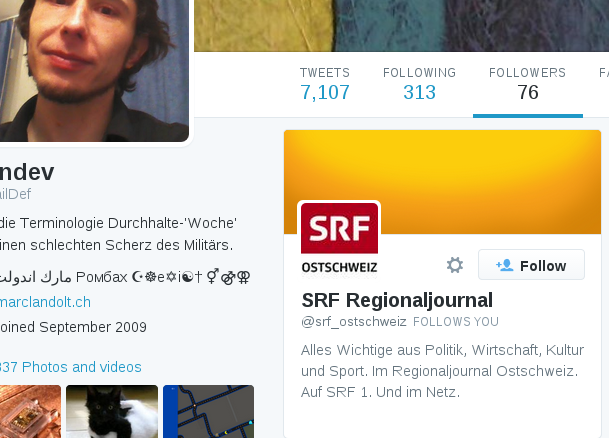 TWEETS FOLLOWING FOLLOWERS
7,107 313 76
ndev
ilDef
die Terminologie Durchhalte-'Woche'
inen schlechten Scherz des Militärs.
مارك اندولت Ромбах ☪☸e✡i☯† ⚥⚣⚢
marclandolt.ch
oined September 2009
337 Photos and videos
SRF
OSTSCHWEIZ
Follow
SRF Regionaljournal
@srf_ostschweiz FOLLOWS YOU
Alles Wichtige aus Politik, Wirtschaft, Kultur
und Sport. Im Regionaljournal Ostschweiz.
Auf SRF 1. Und im Netz.